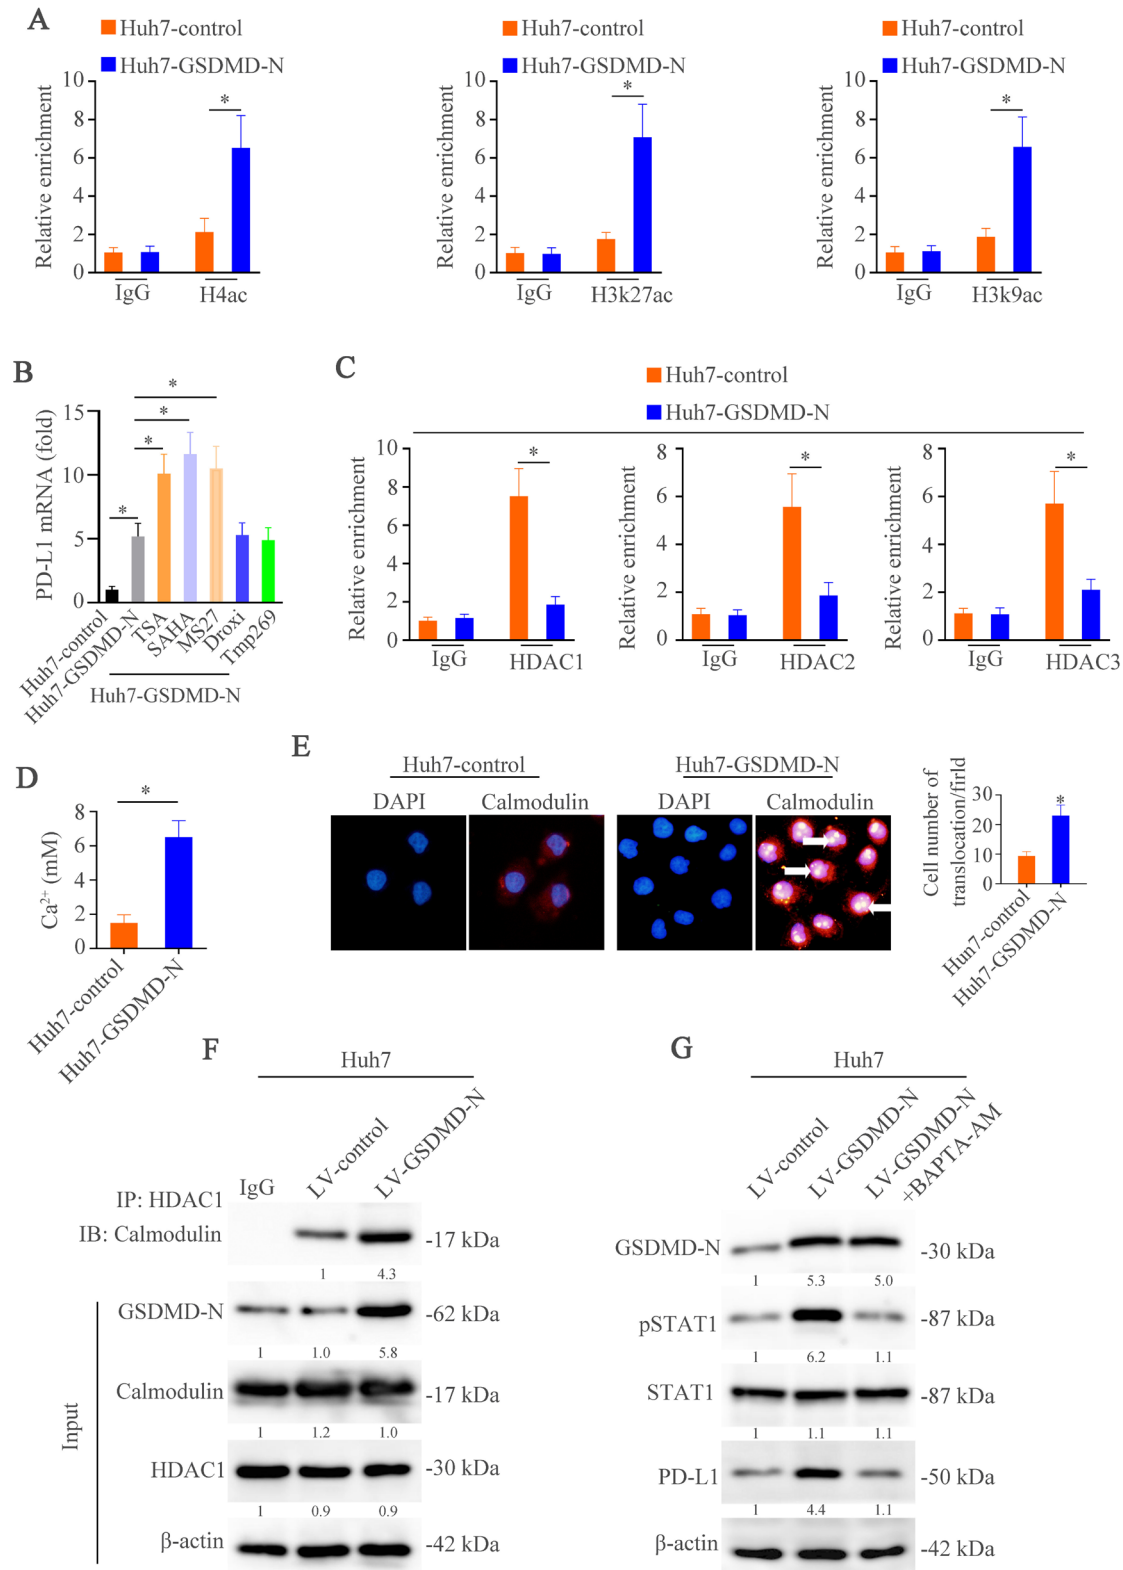 A
Huh7-control
Huh7-GSDMD-N
Relative enrichment
10
8
6
4
2
0
*
IgG
H4ac
Huh7-control
Huh7-GSDMD-N
Relative enrichment
10
8
6
4
2
0
*
IgG
H3k27ac
Huh7-control
Huh7-GSDMD-N
Relative enrichment
10
8
6
4
2
0
*
IgG
H3k9ac
B
PD-L1 mRNA (fold)
15
10
5
0
*
*
*
*
Huh7-control
Huh7-GSDMD-N
TSA
SAHA
MS27
Droxi
Tmp269
Huh7-GSDMD-N
C
Huh7-control
Huh7-GSDMD-N
Relative enrichment
10
8
6
4
2
0
*
IgG
HDAC1
Relative enrichment
8
6
4
2
0
*
IgG
HDAC2
Relative enrichment
8
6
4
2
0
*
IgG
HDAC3
D
Ca2+ (mM)
8
6
4
2
0
*
Huh7-control
Huh7-GSDMD-N
E
Huh7-control
Huh7-GSDMD-N
DAPI
Calmodulin
DAPI
Calmodulin
Cell number of
translocation/firld
30
20
10
0
*
Hun7-control
Huh7-GSDMD-N
F
Huh7
IgG
LV-control
LV-GSDMD-N
IP: HDAC1
IB: Calmodulin
-17 kDa
1 4.3
Input
GSDMD-N
-62 kDa
1 1.0 5.8
Calmodulin
-17 kDa
1 1.2 1.0
HDAC1
-30 kDa
1 0.9 0.9
β-actin
-42 kDa
G
Huh7
LV-control
LV-GSDMD-N
LV-GSDMD-N
+BAPTA-AM
GSDMD-N
-30 kDa
1 5.3 5.0
pSTAT1
-87 kDa
1 6.2 1.1
STAT1
-87 kDa
1 1.1 1.1
PD-L1
-50 kDa
1 4.4 1.1
β-actin
-42 kDa